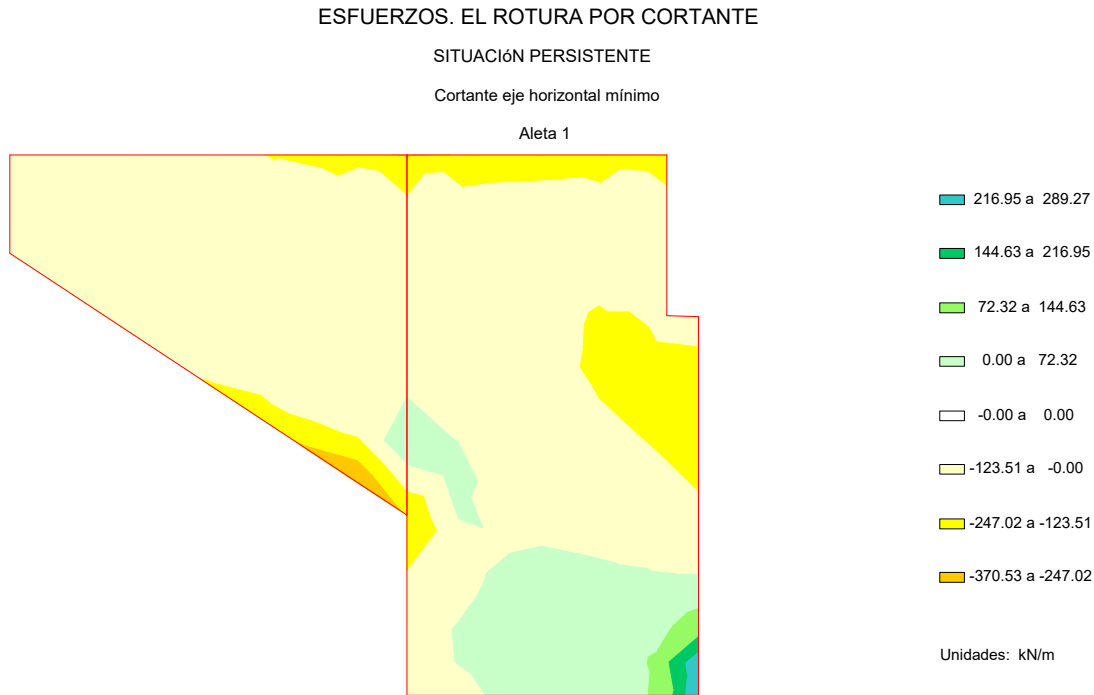 ESFUERZOS. EL ROTURA POR CORTANTE
SITUACIóN PERSISTENTE
Cortante eje horizontal mínimo
Aleta 1
216.95 a 289.27
144.63 a 216.95
72.32 a 144.63
0.00 a 72.32
-0.00 a 0.00
-123.51 a -0.00
-247.02 a -123.51
-370.53 a -247.02
Unidades: kN/m